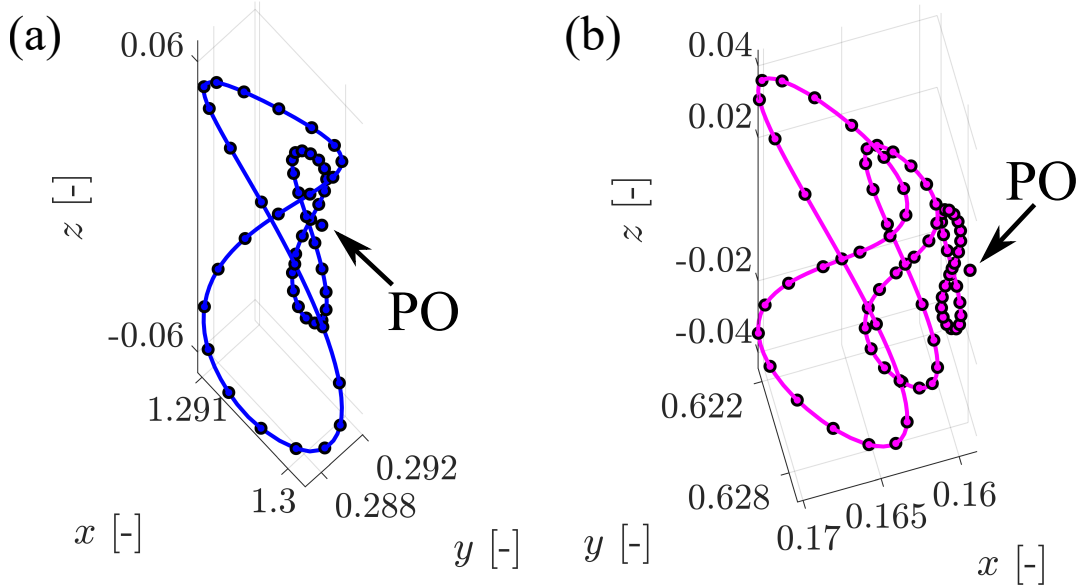 (a)
0.06
z [-]
-0.06
1.291
1.3
x [-]
0.292
0.288
y [-]
PO
(b)
0.04
0.02
z [-]
-0.02
-0.04
0.622
0.628
y [-]
0.17
0.165
0.16
x [-]
PO